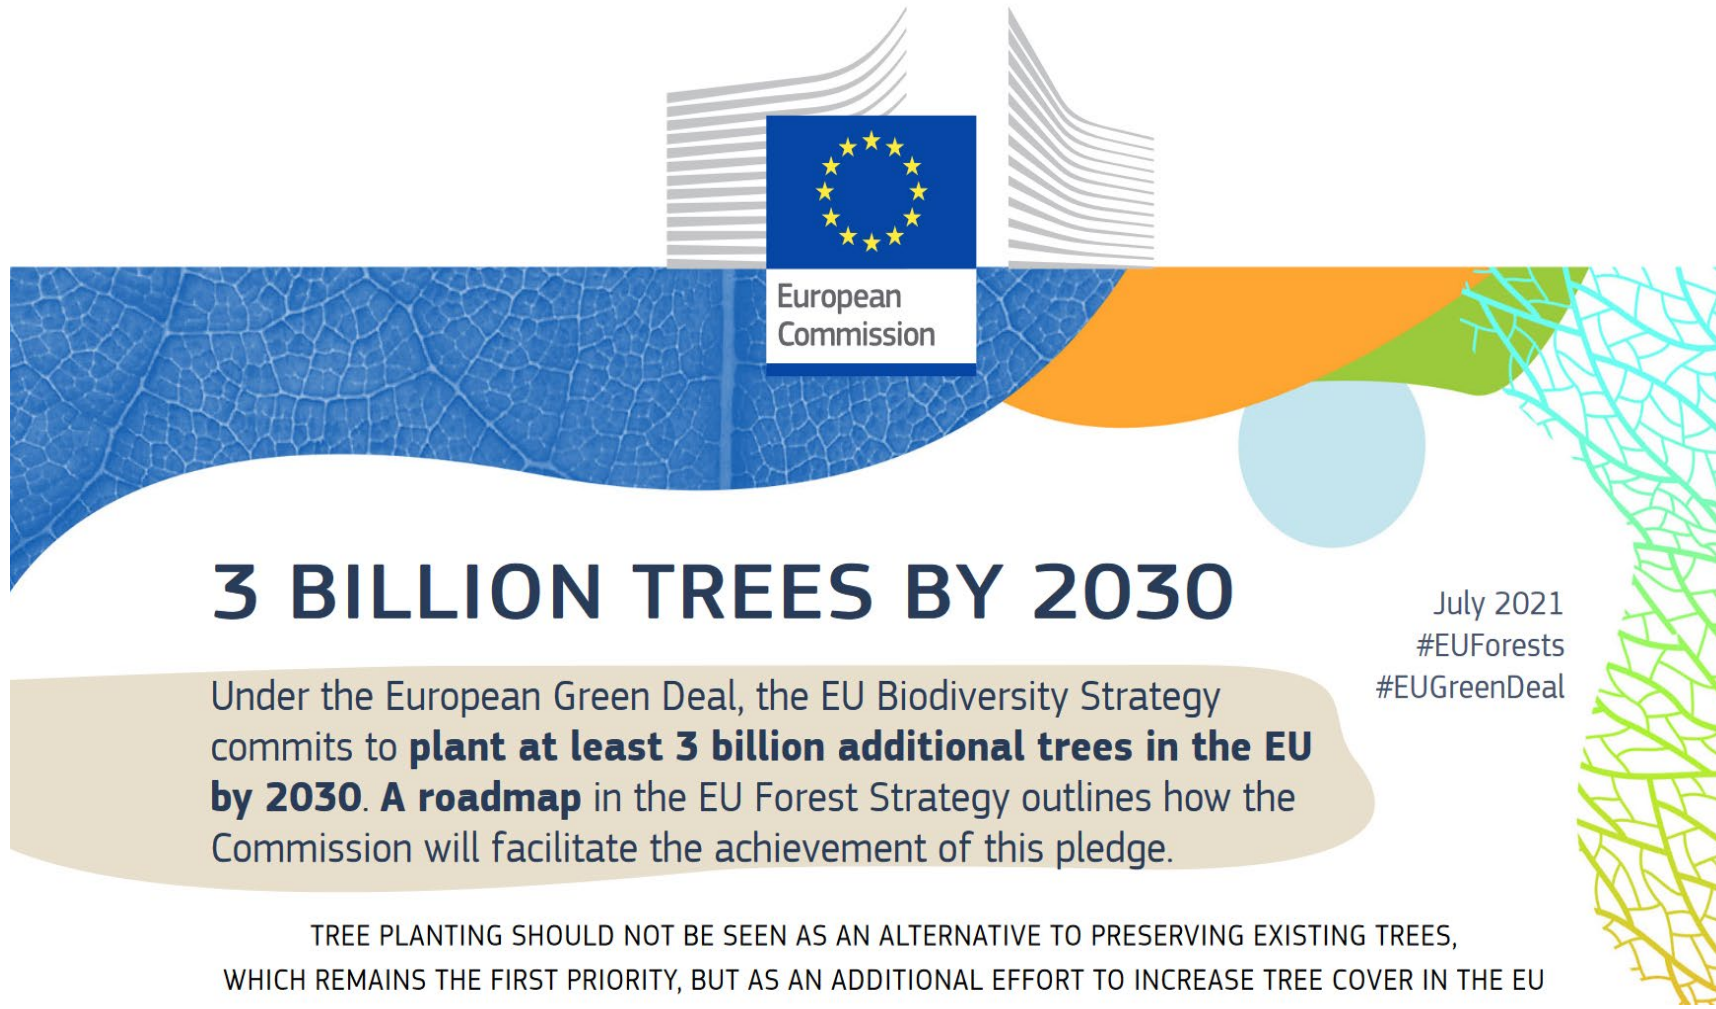 European
Commission
3 BILLION TREES BY 2030
July 2021
#EUForests
#EUGreenDeal
Under the European Green Deal, the EU Biodiversity Strategy
commits to plant at least 3 billion additional trees in the EU
by 2030. A roadmap in the EU Forest Strategy outlines how the
Commission will facilitate the achievement of this pledge.
TREE PLANTING SHOULD NOT BE SEEN AS AN ALTERNATIVE TO PRESERVING EXISTING TREES,
WHICH REMAINS THE FIRST PRIORITY, BUT AS AN ADDITIONAL EFFORT TO INCREASE TREE COVER IN THE EU